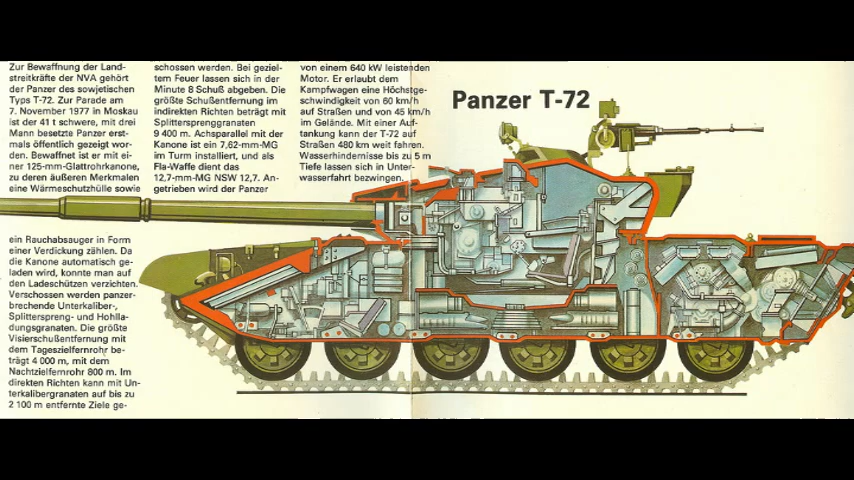 Zur Bewaffnung der Land-
streitkräfte der NVA gehört
der Panzer des sowjetischen
Typs T-72. Zur Parade am
7. November 1977 in Moskau
ist der 41 t schwere, mit drei
Mann besetzte Panzer erst-
mals öffentlich gezeigt wor-
den. Bewaffnet ist er mit ei-
ner 125-mm-Glattrohrkanone,
zu deren äußeren Merkmalen
eine Wärmeschutzhülle sowie
ein Rauchabsauger in Form
einer Verdickung zählen. Da
die Kanone automatisch ge-
laden wird, konnte man auf
den Ladeschützen verzichten.
Verschossen werden panzer-
brechende Unterkaliber-,
Splitterspreng- und Hohlla-
dungsgranaten. Die größte
Visierschußentfernung mit
dem Tageszielfernrohr be-
trägt 4 000 m, mit dem
Nachtzielfernrohr 800 m. Im
direkten Richten kann mit Un-
terkalibergranaten auf bis zu
2 100 m entfernte Ziele ge-
schossen werden. Bei geziel-
tem Feuer lassen sich in der
Minute 8 Schuß abgeben. Die
größte Schußentfernung im
indirekten Richten beträgt mit
Splittersprenggranaten
9 400 m. Achsparallel mit der
Kanone ist ein 7,62-mm-MG
im Turm installiert, und als
Fla-Waffe dient das
12,7-mm-MG NSW 12,7. An-
getrieben wird der Panzer
von einem 640 kW leistenden
Motor. Er erlaubt dem
Kampfwagen eine Höchstge-
schwindigkeit von 60 km/h
auf Straßen und von 45 km/h
im Gelände. Mit einer Auf-
tankung kann der T-72 auf
Straßen 480 km weit fahren.
Wasserhindernisse bis zu 5 m
Tiefe lassen sich in Unter-
wasserfahrt bezwingen.
Panzer T-72